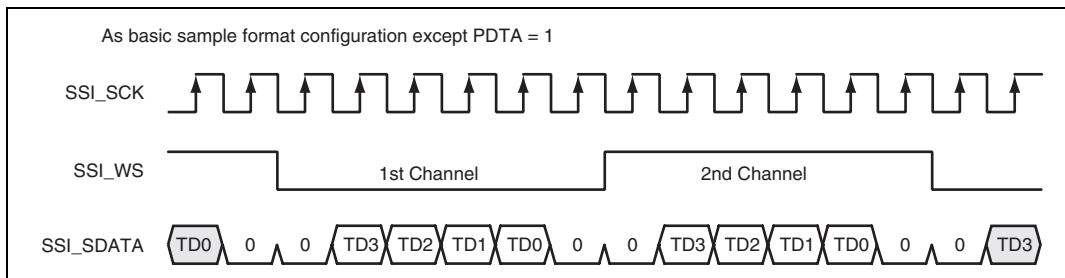 As basic sample format configuration except PDTA = 1
SSI_SCK
SSI_WS 1st Channel 2nd Channel
SSI_SDATA TD0 0 0 TD3 TD2 TD1 TD0 0 0 TD3 TD2 TD1 TD0 0 0 TD3